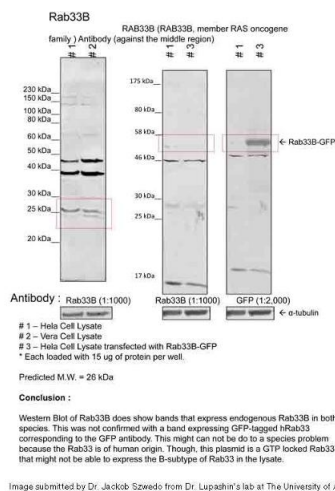 Rab33B
RAB33B (RAB33B, member RAS oncogene
family ) Antibody (against the middle region)
# 1
# 2
# 1
# 3
# 1
# 3
230 kDa
150 kDa
100 kDa
80 kDa
60 kDa
50 kDa
40 kDa
30 kDa
25 kDa
20 kDa
175 kDa
80 kDa
58 kDa
46 kDa
30 kDa
25 kDa
17 kDa
← Rab33B-GFP
Antibody : Rab33B (1:1000) Rab33B (1:1000) GFP (1:2,000)
← α-tubulin
# 1 – Hela Cell Lysate
# 2 – Vera Cell Lysate
# 3 – Hela Cell Lysate transfected with Rab33B-GFP
* Each loaded with 15 ug of protein per well.
Predicted M.W. = 26 kDa
Conclusion :
Western Blot of Rab33B does show bands that express endogenous Rab33B in both
species. This was not confirmed with a band expressing GFP-tagged hRab33
corresponding to the GFP antibody. This might can not be do to a species problem
because the Rab33 is of human origin. Though, this plasmid is a GTP locked RAB33
that might not be able to express the B-subtype of Rab33 in the lysate.
Image submitted by Dr. Jackob Szwedo from Dr. Lupashin's lab at The University of